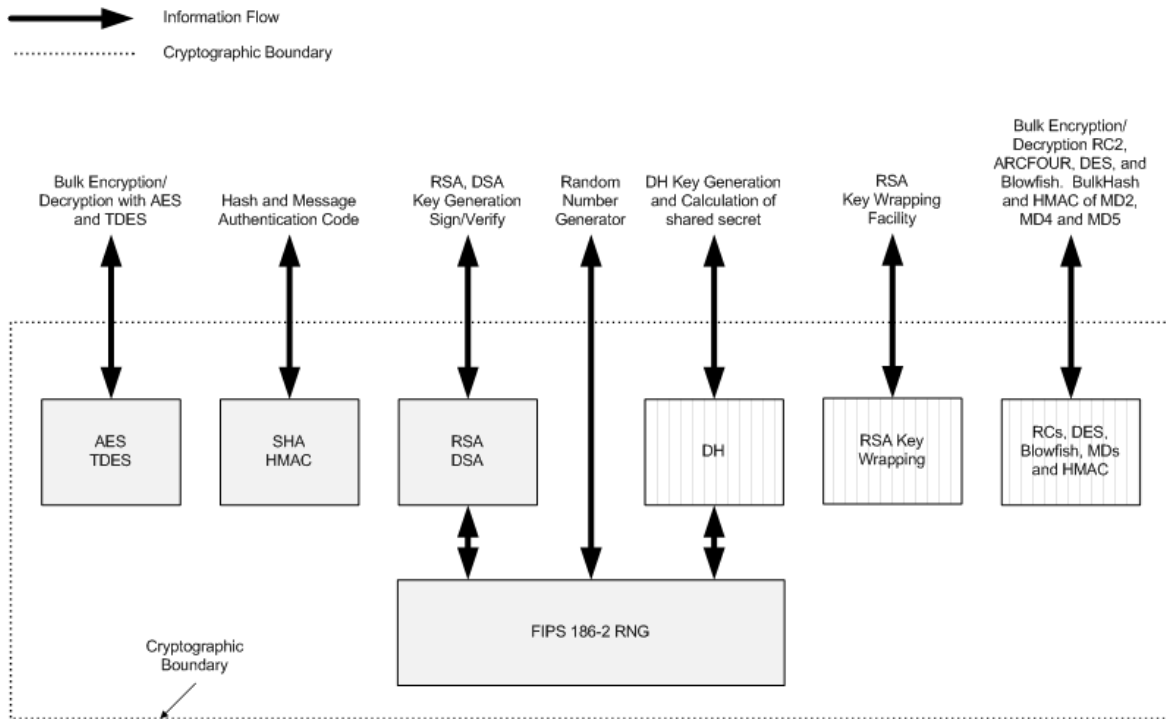 Information Flow
Cryptographic Boundary
Bulk Encryption/
Decryption with AES
and TDES
Hash and Message
Authentication Code
RSA, DSA
Key Generation
Sign/Verify
Random
Number
Generator
DH Key Generation
and Calculation of
shared secret
RSA
Key Wrapping
Facility
Bulk Encryption/
Decryption RC2,
ARCFOUR, DES, and
Blowfish.  BulkHash
and HMAC of MD2,
MD4 and MD5
AES
TDES
SHA
HMAC
RSA
DSA
DH
RSA Key
Wrapping
RCs, DES,
Blowfish, MDs
and HMAC
FIPS 186-2 RNG
Cryptographic
Boundary